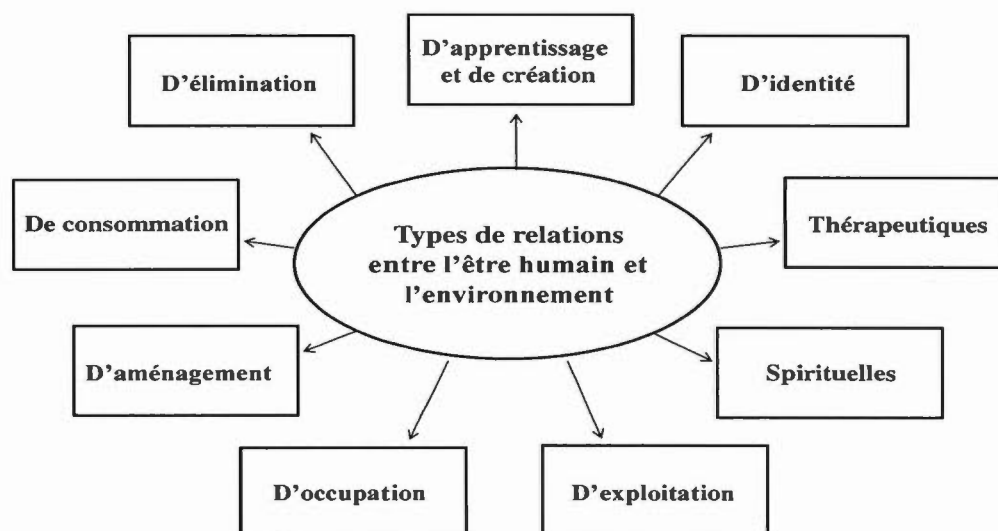 D'apprentissage
et de création
D'élimination
D'identité
De consommation
Thérapeutiques
Types de relations
entre l'être humain et
l'environnement
D'aménagement
Spirituelles
D'occupation
D'exploitation